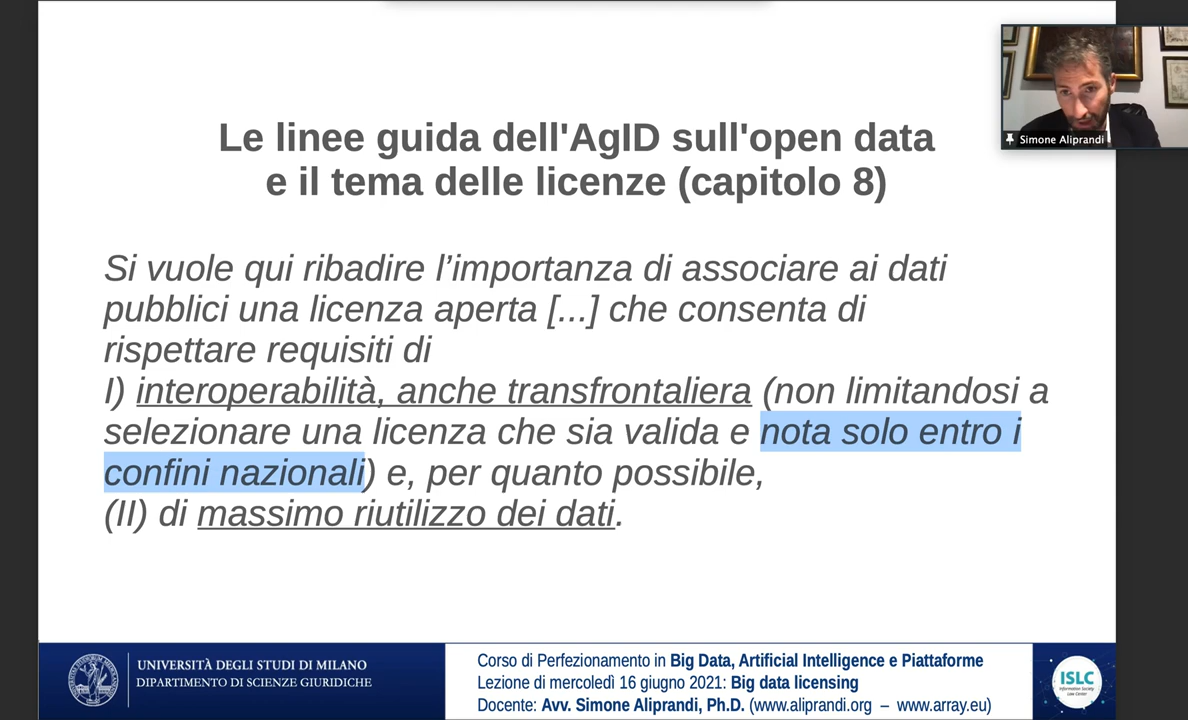 Le linee guida dell'AgID sull'open data
e il tema delle licenze (capitolo 8)
Simone Aliprandi
Si vuole qui ribadire l’importanza di associare ai dati
pubblici una licenza aperta [...] che consenta di
rispettare requisiti di
I) interoperabilità, anche transfrontaliera (non limitandosi a
selezionare una licenza che sia valida e nota solo entro i
confini nazionali) e, per quanto possibile,
(II) di massimo riutilizzo dei dati.
UNIVERSITÀ DEGLI STUDI DI MILANO
DIPARTIMENTO DI SCIENZE GIURIDICHE
Corso di Perfezionamento in Big Data, Artificial Intelligence e Piattaforme
Lezione di mercoledì 16 giugno 2021: Big data licensing
Docente: Avv. Simone Aliprandi, Ph.D. (www.aliprandi.org – www.array.eu)
ISLC
Information Society
Law Center